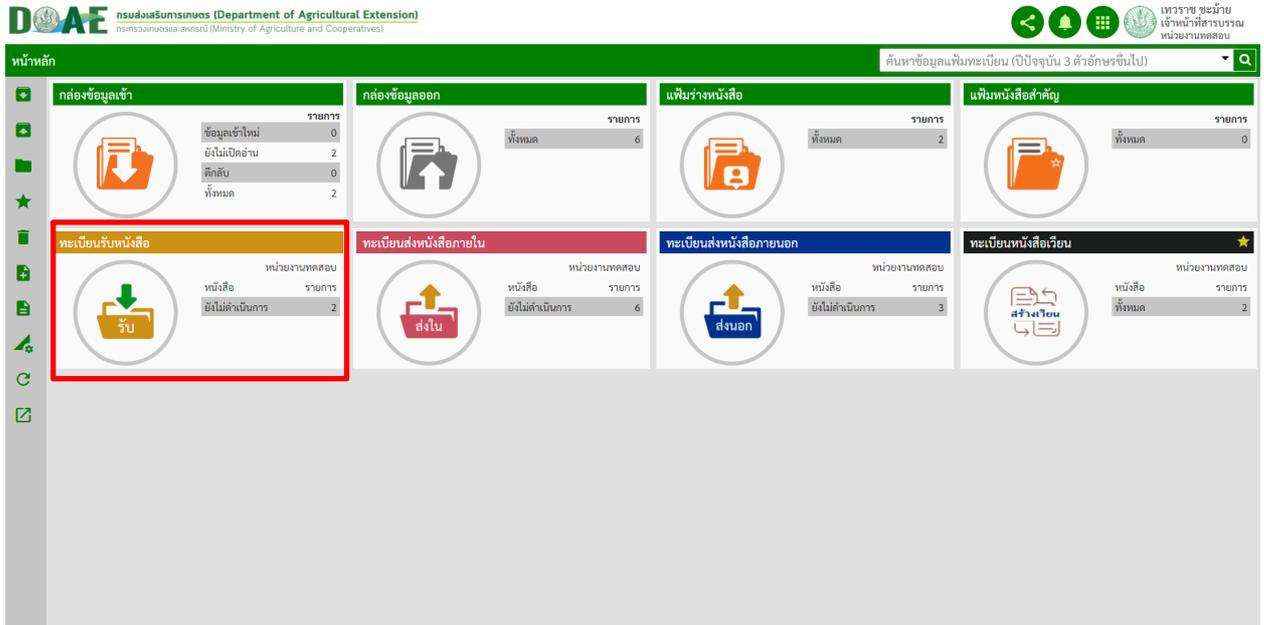 DOAE
กรมส่งเสริมการเกษตร (Department of Agricultural Extension)
กระทรวงเกษตรและสหกรณ์ (Ministry of Agriculture and Cooperatives)
เทวราช ชะม้าย
เจ้าหน้าที่สารบรรณ
หน่วยงานทดสอบ
หน้าหลัก
ค้นหาข้อมูลแฟ้มทะเบียน (ปีปัจจุบัน 3 ตัวอักษรขึ้นไป)
กล่องข้อมูลเข้า
รายการ
ข้อมูลเข้าใหม่ 0
ยังไม่เปิดอ่าน 2
ตีกลับ 0
ทั้งหมด 2
กล่องข้อมูลออก
รายการ
ทั้งหมด 6
แฟ้มร่างหนังสือ
รายการ
ทั้งหมด 2
แฟ้มหนังสือสำคัญ
รายการ
ทั้งหมด 0
ทะเบียนรับหนังสือ
หน่วยงานทดสอบ
หนังสือ รายการ
ยังไม่ดำเนินการ 2
รับ
ทะเบียนส่งหนังสือภายใน
หน่วยงานทดสอบ
หนังสือ รายการ
ยังไม่ดำเนินการ 6
ส่งใน
ทะเบียนส่งหนังสือภายนอก
หน่วยงานทดสอบ
หนังสือ รายการ
ยังไม่ดำเนินการ 3
ส่งนอก
ทะเบียนหนังสือเวียน
หน่วยงานทดสอบ
หนังสือ รายการ
ทั้งหมด 2
สร้างเวียน